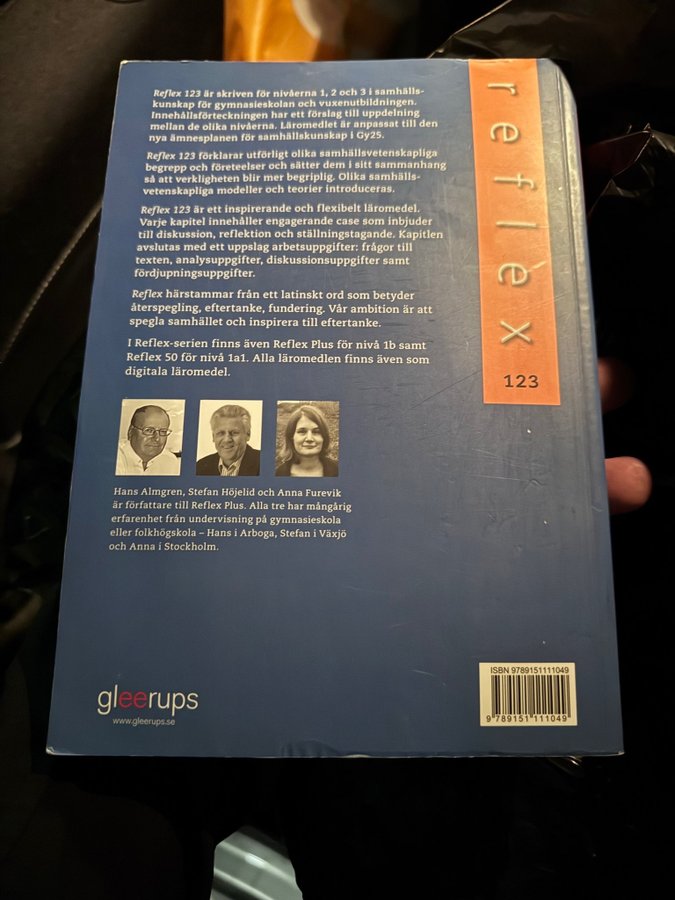 Reflex 123 är skriven för nivåerna 1, 2 och 3 i samhälls-
kunskap för gymnasieskolan och vuxenutbildningen.
Innehållsförteckningen har ett förslag till uppdelning
mellan de olika nivåerna. Läromedlet är anpassat till den
nya ämnesplanen för samhällskunskap i Gy25.
Reflex 123 förklarar utförligt olika samhällsvetenskapliga
begrepp och företeelser och sätter dem i sitt sammanhang
så att verkligheten blir mer begriplig. Olika samhälls-
vetenskapliga modeller och teorier introduceras.
Reflex 123 är ett inspirerande och flexibelt läromedel.
Varje kapitel innehåller engagerande case som inbjuder
till diskussion, reflektion och ställningstagande. Kapitlen
avslutas med ett uppslag arbetsuppgifter: frågor till
texten, analysuppgifter, diskussionsuppgifter samt
fördjupningsuppgifter.
Reflex härstammar från ett latinskt ord som betyder
återspegling, eftertanke, fundering. Vår ambition är att
spegla samhället och inspirera till eftertanke.
I Reflex-serien finns även Reflex Plus för nivå 1b samt
Reflex 50 för nivå 1a1. Alla läromedlen finns även som
digitala läromedel.
Hans Almgren, Stefan Höjelid och Anna Furevik
är författare till Reflex Plus. Alla tre har mångårig
erfarenhet från undervisning på gymnasieskola
eller folkhögskola – Hans i Arboga, Stefan i Växjö
och Anna i Stockholm.
reflex
123
gleerups
www.gleerups.se
ISBN 9789151111049
9 789151 111049